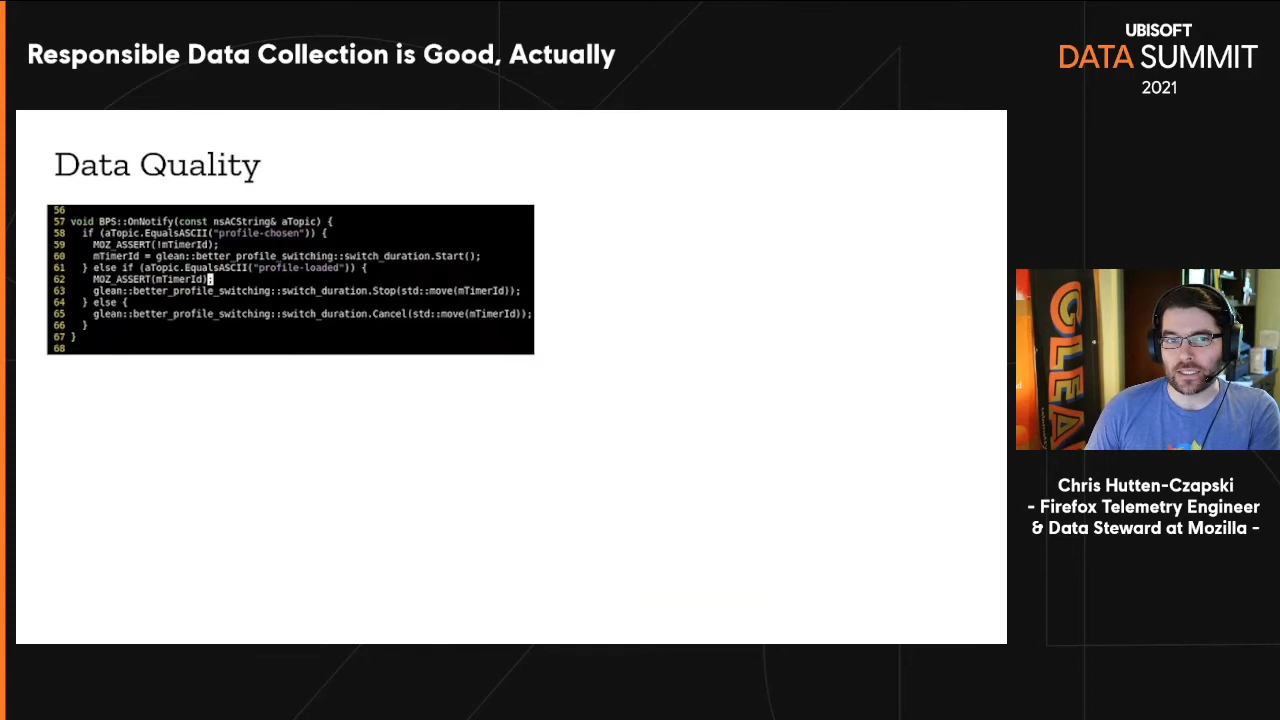 Responsible Data Collection is Good, Actually
UBISOFT
DATA SUMMIT
2021
Data Quality
56
57 void BPS::OnNotify(const nsACString& aTopic) {
58   if (aTopic.EqualsASCII("profile-chosen")) {
59     MOZ_ASSERT(!mTimerId);
60     mTimerId = glean::better_profile_switching::switch_duration.Start();
61   } else if (aTopic.EqualsASCII("profile-loaded")) {
62     MOZ_ASSERT(mTimerId);
63     glean::better_profile_switching::switch_duration.Stop(std::move(mTimerId));
64   } else {
65     glean::better_profile_switching::switch_duration.Cancel(std::move(mTimerId));
66   }
67 }
68
GLEA
Chris Hutten-Czapski
- Firefox Telemetry Engineer
& Data Steward at Mozilla -